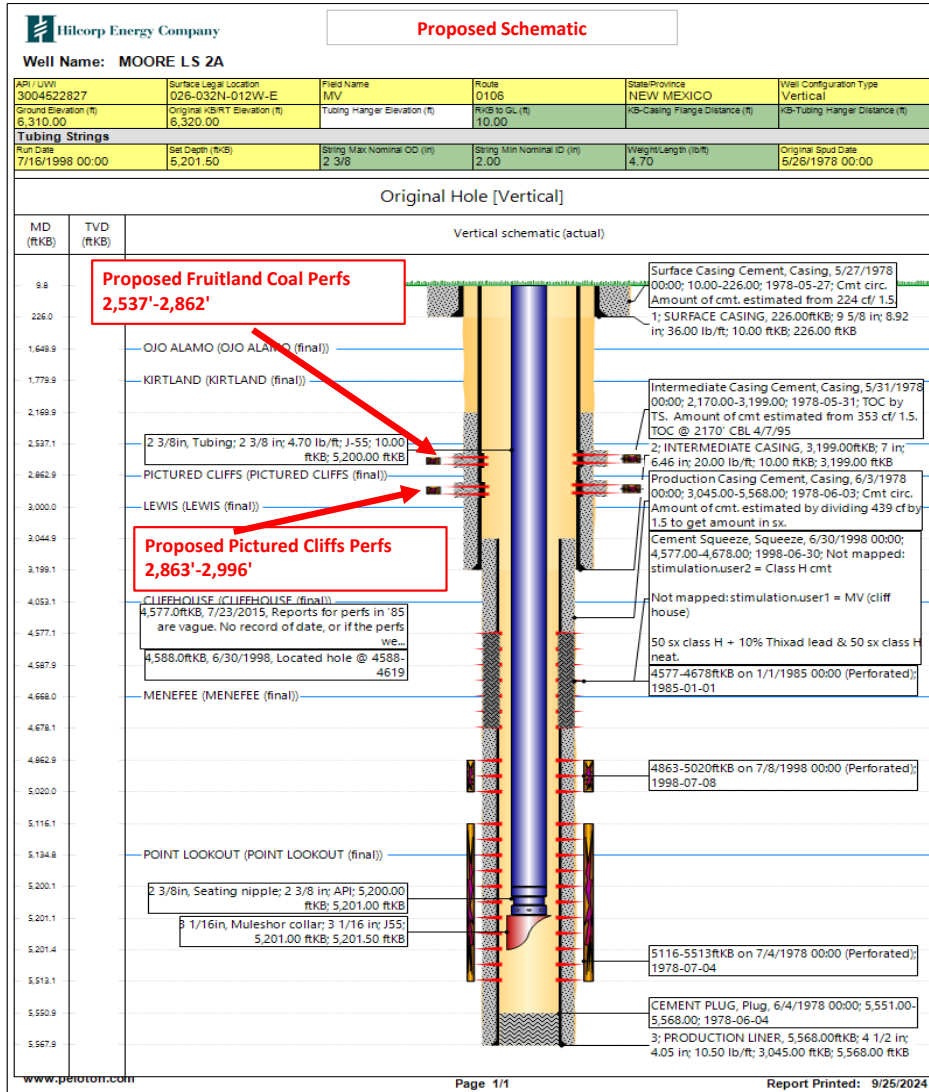 Hilcorp Energy Company
Proposed Schematic
Well Name: MOORE LS 2A
API / UWI
3004522827
Surface Legal Location
026-032N-012W-E
Field Name
MV
Route
0106
State/Province
NEW MEXICO
Well Configuration Type
Vertical
Ground Elevation (ft)
6,310.00
Original KB/RT Elevation (ft)
6,320.00
Tubing Hanger Elevation (ft)
RKB to GL (ft)
10.00
KB-Casing Flange Distance (ft)
KB-Tubing Hanger Distance (ft)
Tubing Strings
Run Date
7/16/1998 00:00
Set Depth (ftKB)
5,201.50
String Max Nominal OD (in)
2 3/8
String Min Nominal ID (in)
2.00
Weight/Length (lb/ft)
4.70
Original Spud Date
5/26/1978 00:00
Original Hole [Vertical]
MD
(ftKB)
TVD
(ftKB)
Vertical schematic (actual)
Proposed Fruitland Coal Perfs
2,537'-2,862'
Surface Casing Cement, Casing, 5/27/1978
00:00; 10.00-226.00; 1978-05-27; Cmt circ.
Amount of cmt. estimated from 224 cf/ 1.5.
1; SURFACE CASING, 226.00ftKB; 9 5/8 in; 8.92
in; 36.00 lb/ft; 10.00 ftKB; 226.00 ftKB
9.8
226.0
1,649.9
OJO ALAMO (OJO ALAMO (final))
1,779.9
KIRTLAND (KIRTLAND (final))
2,169.9
Intermediate Casing Cement, Casing, 5/31/1978
00:00; 2,170.00-3,199.00; 1978-05-31; TOC by
TS. Amount of cmt estimated from 353 cf/ 1.5.
TOC @ 2170' CBL 4/7/95
2,537.1
2 3/8in, Tubing; 2 3/8 in; 4.70 lb/ft; J-55; 10.00
ftKB; 5,200.00 ftKB
2; INTERMEDIATE CASING, 3,199.00ftKB; 7 in;
6.46 in; 20.00 lb/ft; 10.00 ftKB; 3,199.00 ftKB
2,862.9
PICTURED CLIFFS (PICTURED CLIFFS (final))
Production Casing Cement, Casing, 6/3/1978
00:00; 3,045.00-5,568.00; 1978-06-03; Cmt circ.
Amount of cmt. estimated by dividing 439 cf by
1.5 to get amount in sx.
3,000.0
LEWIS (LEWIS (final))
3,044.9
Proposed Pictured Cliffs Perfs
2,863'-2,996'
Cement Squeeze, Squeeze, 6/30/1998 00:00;
4,577.00-4,678.00; 1998-06-30; Not mapped:
stimulation.user2 = Class H cmt
Not mapped:stimulation.user1 = MV (cliff
house)
50 sx class H + 10% Thixad lead & 50 sx class H
neat.
3,199.1
4,053.1
CLIFFHOUSE (CLIFFHOUSE (final))
4,577.0ftKB, 7/23/2015, Reports for perfs in '85
are vague. No record of date, or if the perfs
we...
4,577.1
4,588.0ftKB, 6/30/1998, Located hole @ 4588-
4619
4,587.9
4577-4678ftKB on 1/1/1985 00:00 (Perforated);
1985-01-01
4,668.0
MENEFEE (MENEFEE (final))
4,678.1
4,862.9
4863-5020ftKB on 7/8/1998 00:00 (Perforated);
1998-07-08
5,020.0
5,116.1
5,134.8
POINT LOOKOUT (POINT LOOKOUT (final))
5,200.1
2 3/8in, Seating nipple; 2 3/8 in; API; 5,200.00
ftKB; 5,201.00 ftKB
5,201.1
3 1/16in, Muleshor collar; 3 1/16 in; J55;
5,201.00 ftKB; 5,201.50 ftKB
5,201.4
5116-5513ftKB on 7/4/1978 00:00 (Perforated);
1978-07-04
5,513.1
5,550.9
CEMENT PLUG, Plug, 6/4/1978 00:00; 5,551.00-
5,568.00; 1978-06-04
5,567.9
3; PRODUCTION LINER, 5,568.00ftKB; 4 1/2 in;
4.05 in; 10.50 lb/ft; 3,045.00 ftKB; 5,568.00 ftKB
www.peloton.com
Page 1/1
Report Printed: 9/25/2024